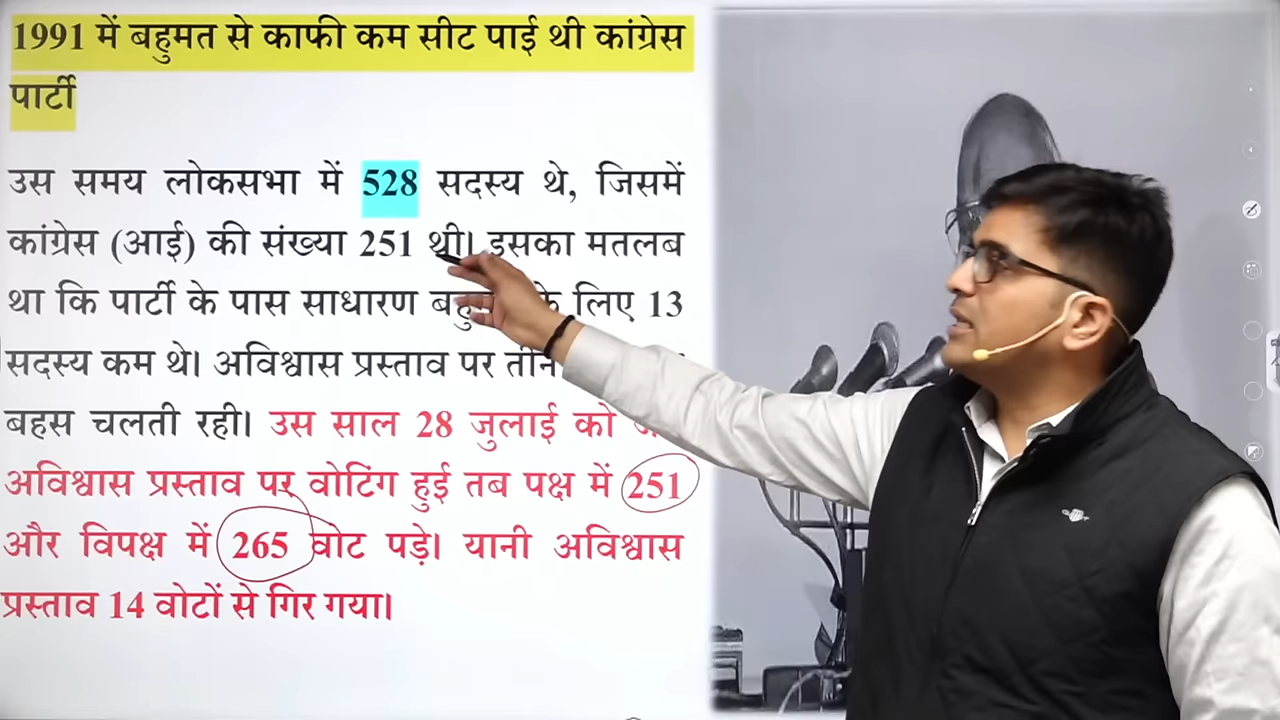 1991 में बहुमत से काफी कम सीट पाई थी कांग्रेस
पार्टी
उस समय लोकसभा में 528 सदस्य थे, जिसमें
कांग्रेस (आई) की संख्या 251 थी। इसका मतलब
था कि पार्टी के पास साधारण के लिए 13
सदस्य कम थे। अविश्वास प्रस्ताव पर तीन
बहस चलती रही। उस साल 28 जुलाई को
अविश्वास प्रस्ताव पर वोटिंग हुई तब पक्ष में 251
और विपक्ष में 265 वोट पड़े। यानी अविश्वास
प्रस्ताव 14 वोटों से गिर गया।